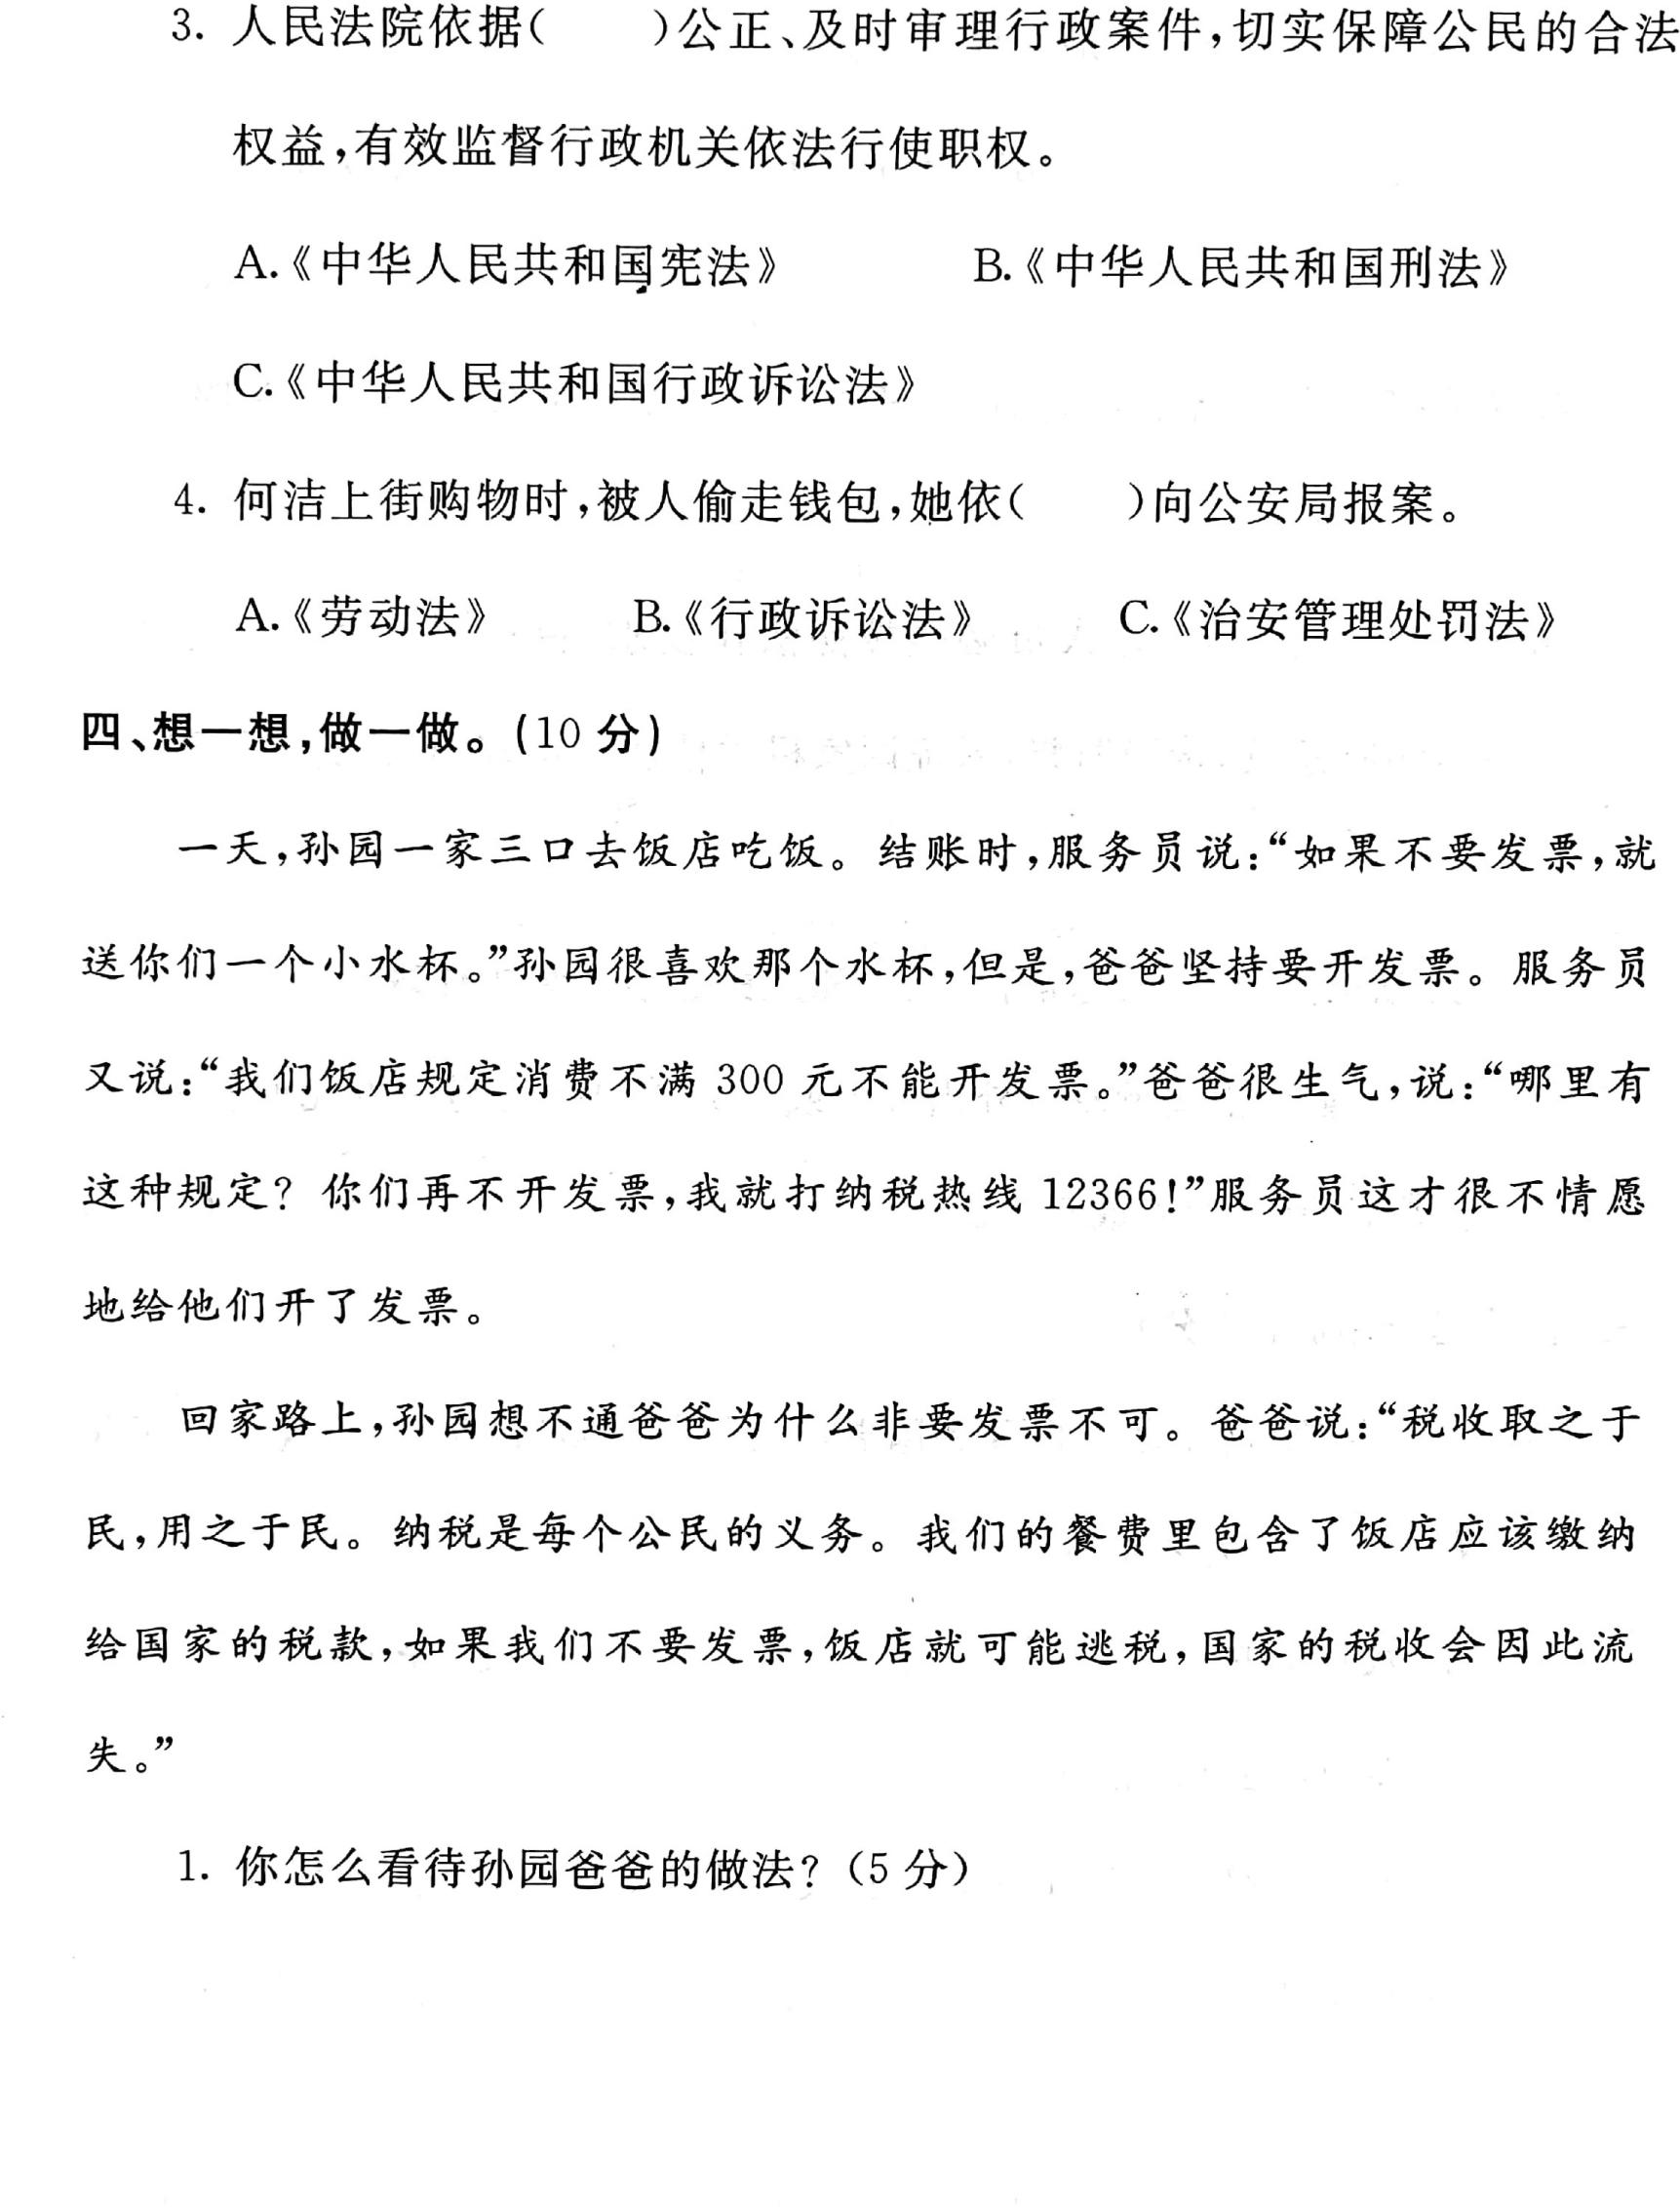 3. 人民法院依据(　　)公正、及时审理行政案件,切实保障公民的合法
权益,有效监督行政机关依法行使职权。
A.《中华人民共和国宪法》　　B.《中华人民共和国刑法》
C.《中华人民共和国行政诉讼法》
4. 何洁上街购物时,被人偷走钱包,她依(　　)向公安局报案。
A.《劳动法》　　B.《行政诉讼法》　　C.《治安管理处罚法》
四、想一想,做一做。(10 分)
一天,孙园一家三口去饭店吃饭。结账时,服务员说:“如果不要发票,就
送你们一个小水杯。”孙园很喜欢那个水杯,但是,爸爸坚持要开发票。服务员
又说:“我们饭店规定消费不满 300 元不能开发票。”爸爸很生气,说:“哪里有
这种规定? 你们再不开发票,我就打纳税热线 12366!”服务员这才很不情愿
地给他们开了发票。
回家路上,孙园想不通爸爸为什么非要发票不可。爸爸说:“税收取之于
民,用之于民。纳税是每个公民的义务。我们的餐费里包含了饭店应该缴纳
给国家的税款,如果我们不要发票,饭店就可能逃税,国家的税收会因此流
失。”
1. 你怎么看待孙园爸爸的做法?(5 分)